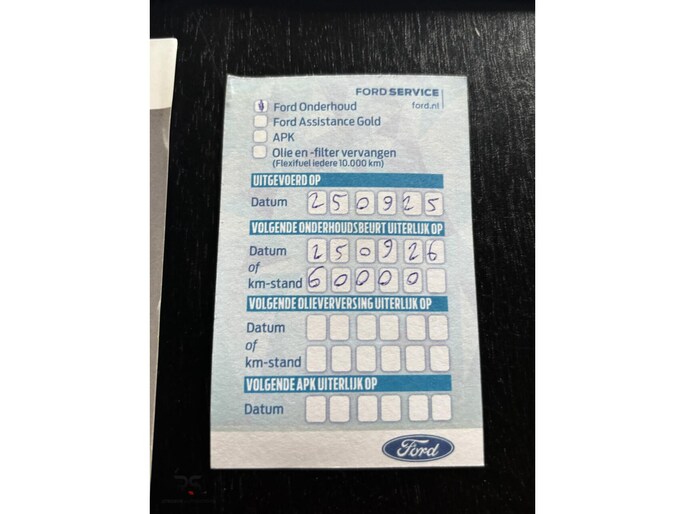 FORD SERVICE
Ford Onderhoud ford.nl
Ford Assistance Gold
APK
Olie en -filter vervangen
(Flexifuel iedere 10.000 km)
UITGEVOERD OP
Datum 250925
VOLGENDE ONDERHOUDSBEURT UITERLIJK OP
Datum 250926
of
km-stand 60000
VOLGENDE OLIEVERVERSING UITERLIJK OP
Datum
of
km-stand
VOLGENDE APK UITERLIJK OP
Datum
Ford